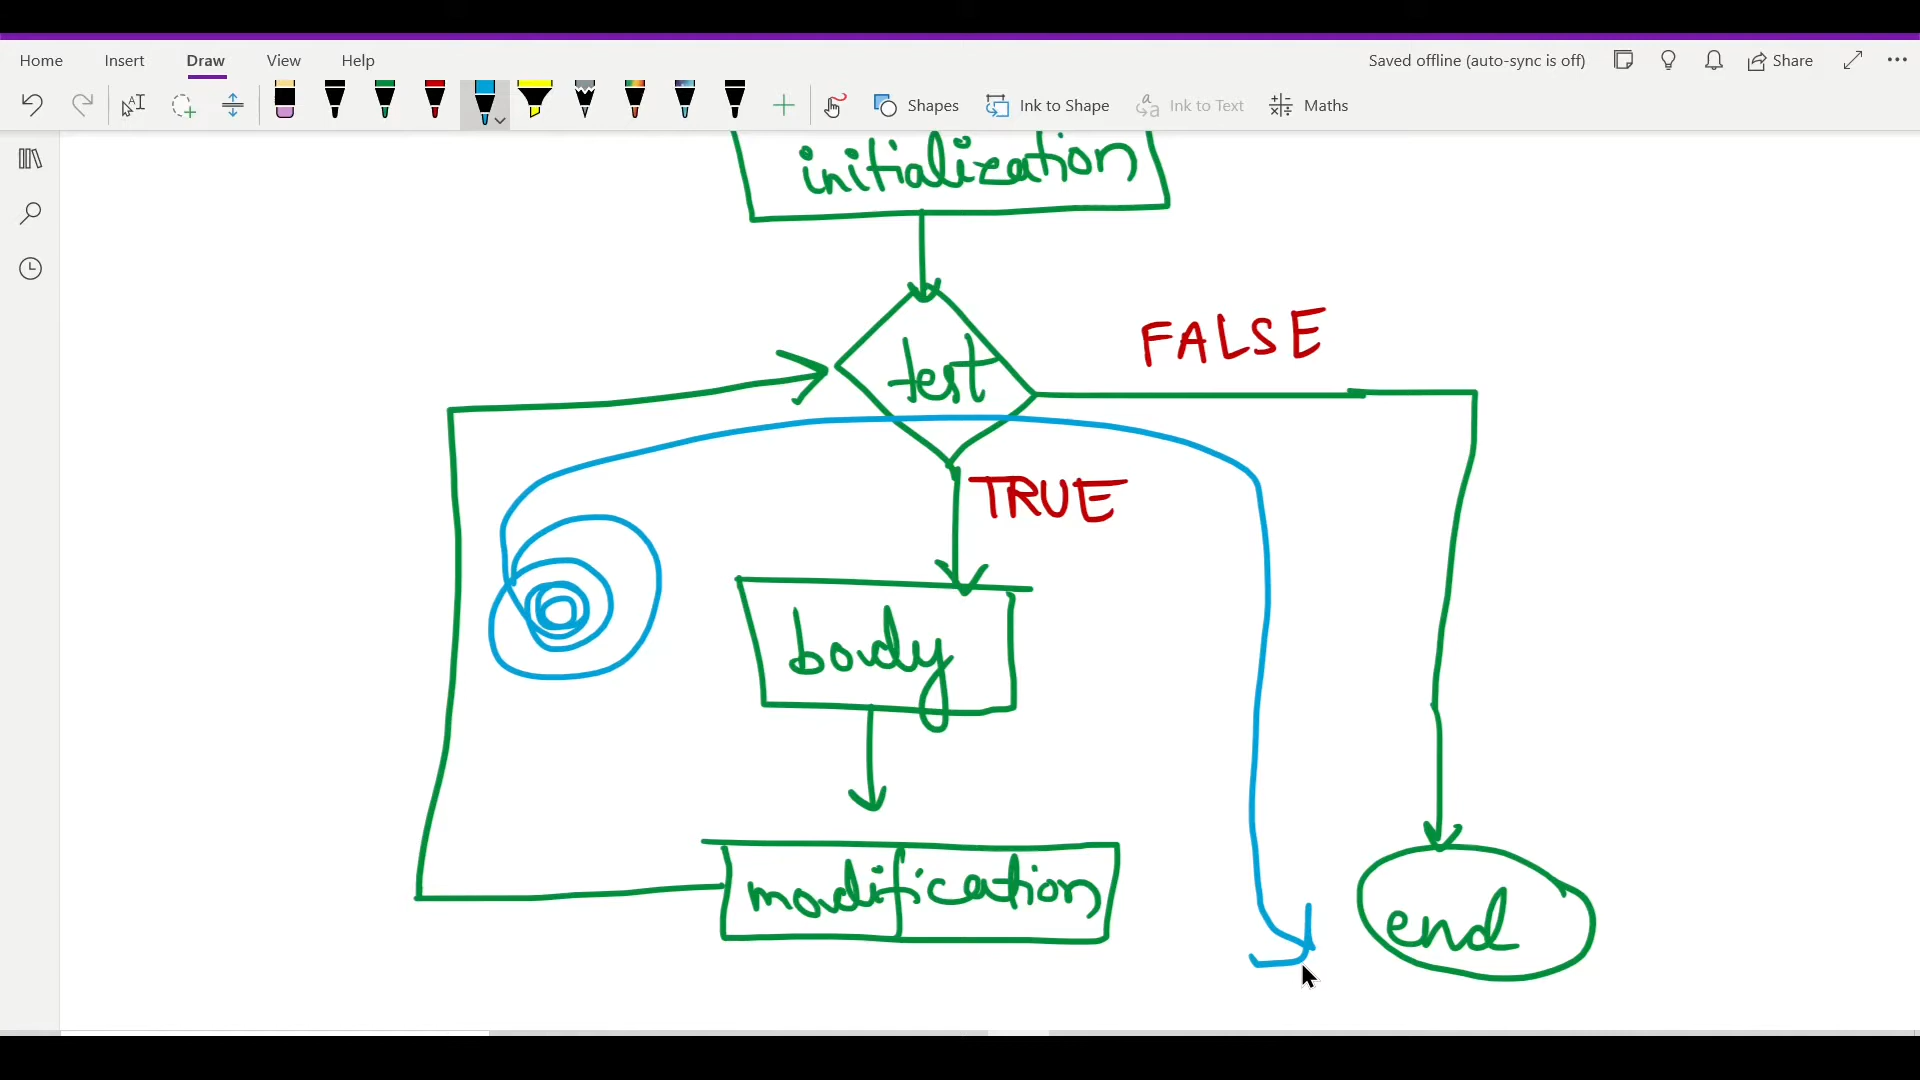 Home Insert Draw View Help Saved offline (auto-sync is off) Share
Shapes Ink to Shape Ink to Text Maths
initialization
FALSE
test
TRUE
body
modification
end